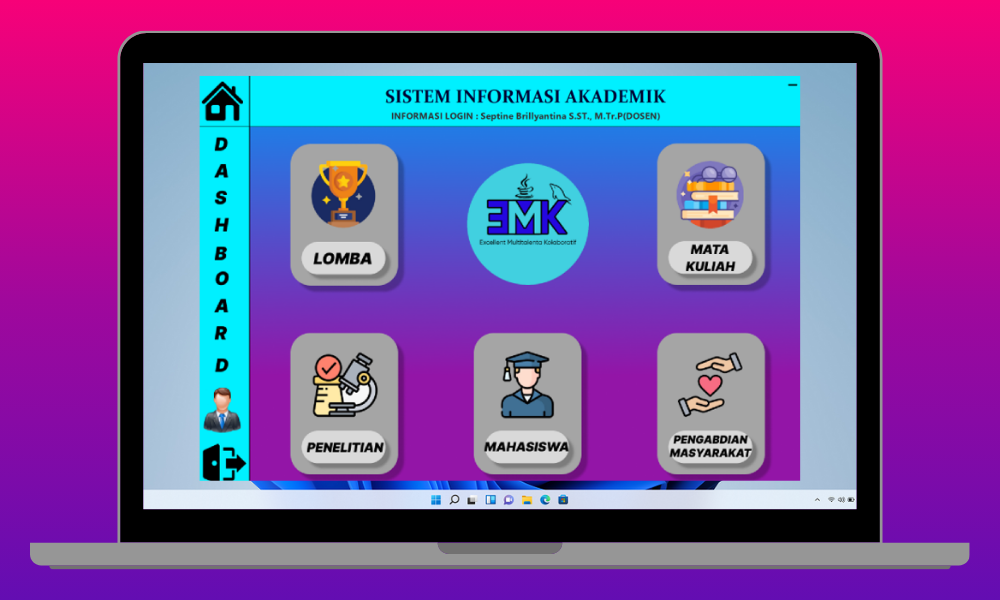 SISTEM INFORMASI AKADEMIK
INFORMASI LOGIN : Septine Brillyantina S.ST., M.Tr.P(DOSEN)
DASHBOARD
LOMBA
EMK
Excellent Multitalenta Kolaboratif
MATA
KULIAH
PENELITIAN
MAHASISWA
PENGABDIAN
MASYARAKAT